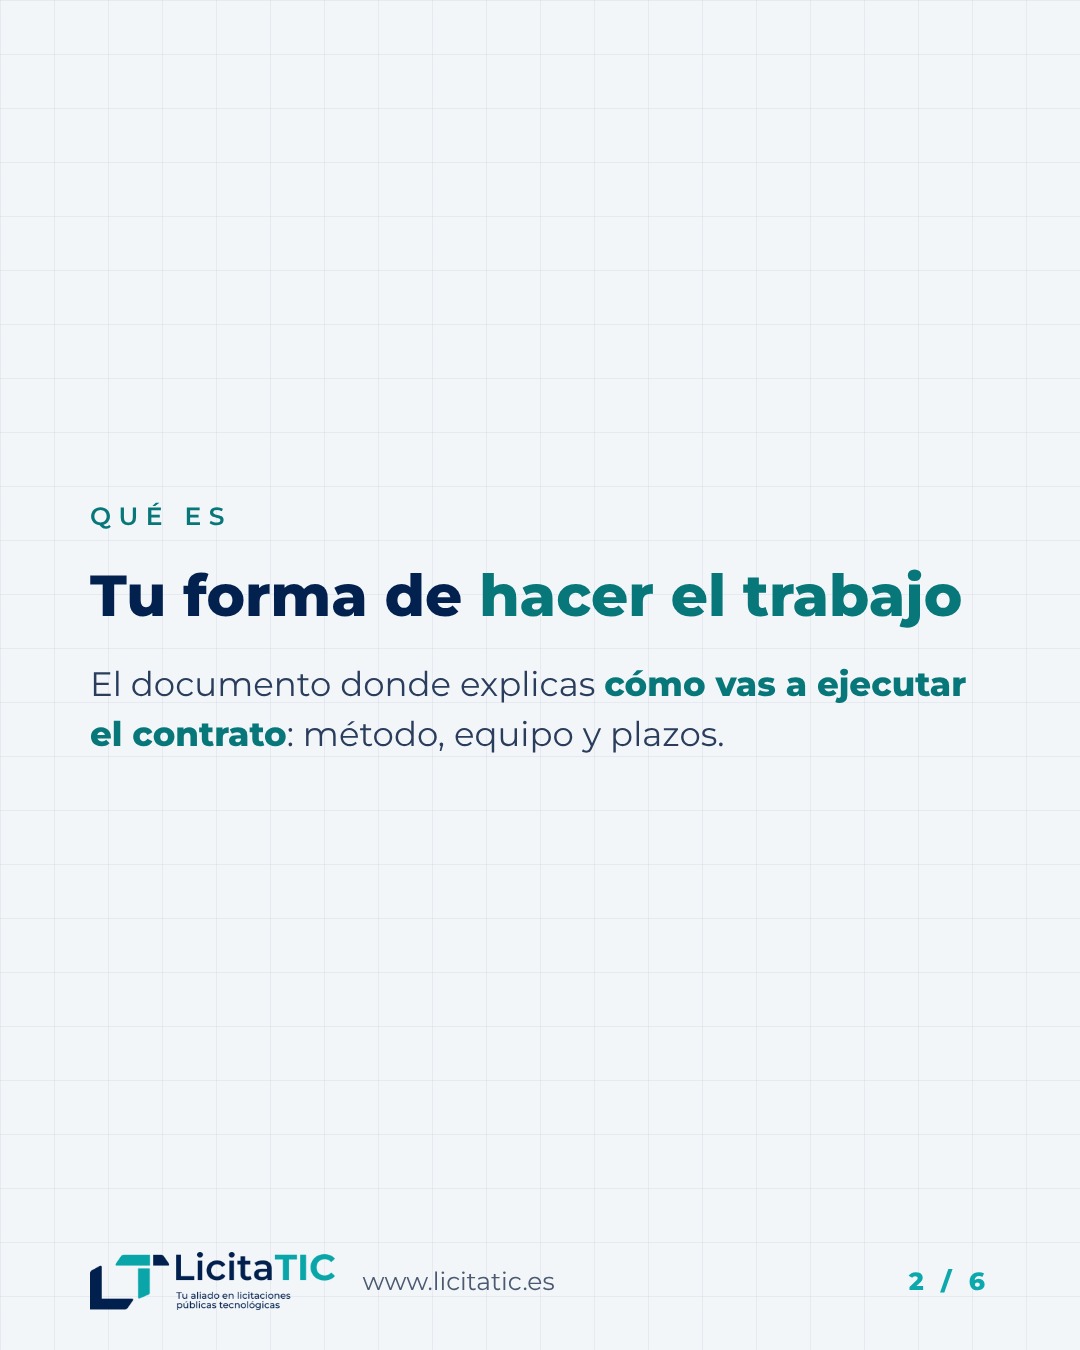 QUÉ ES
Tu forma de hacer el trabajo
El documento donde explicas cómo vas a ejecutar
el contrato: método, equipo y plazos.
LicitaTIC
Tu aliado en licitaciones
públicas tecnológicas
www.licitatic.es
2 / 6